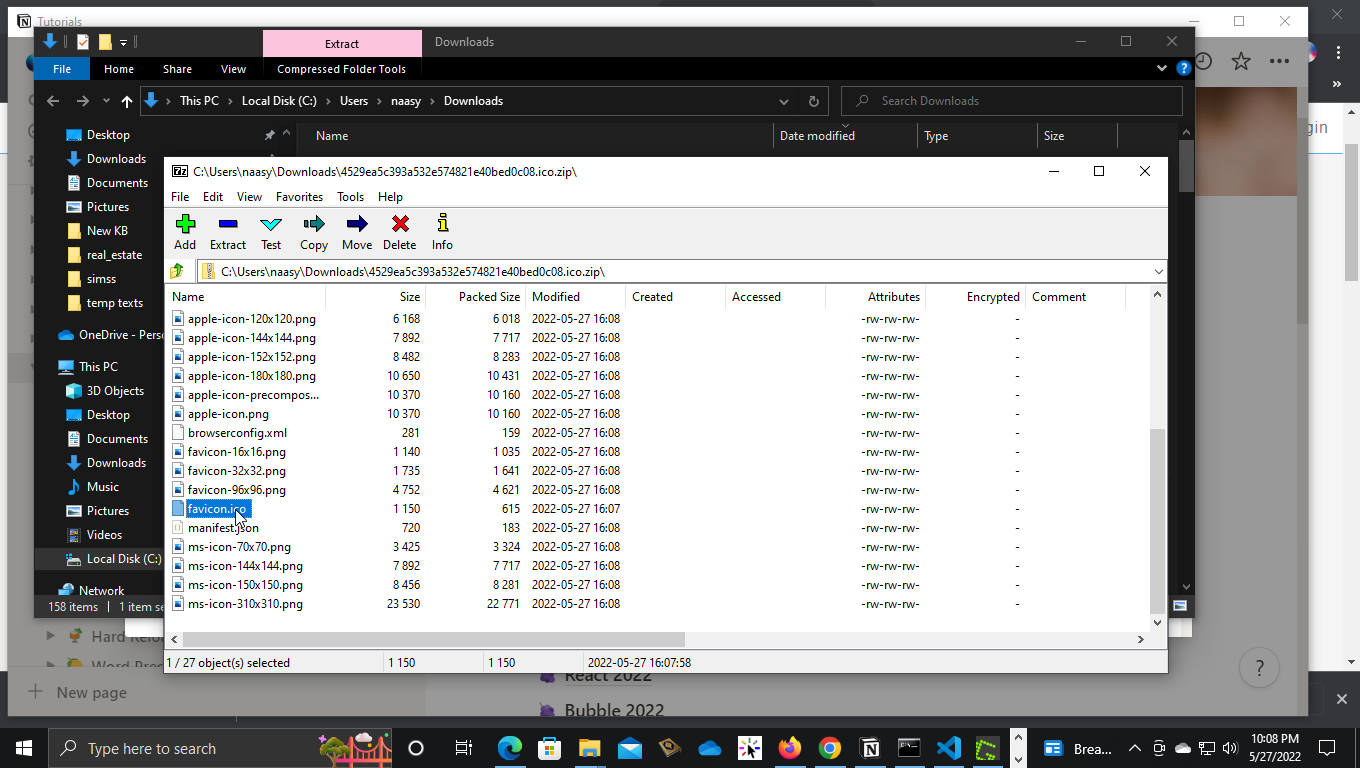 Tutorials
Extract
Downloads
File Home Share View Compressed Folder Tools
This PC Local Disk (C:) Users naasy Downloads
Search Downloads
Name Date modified Type Size
Desktop
Downloads
Documents
Pictures
New KB
real_estate
simss
temp texts
OneDrive - Pers
This PC
3D Objects
Desktop
Documents
Downloads
Music
Pictures
Videos
Local Disk (C:)
Network
158 items 1 item se
C:\Users\naasy\Downloads\4529ea5c393a532e574821e40bed0c08.ico.zip\
File Edit View Favorites Tools Help
Add Extract Test Copy Move Delete Info
C:\Users\naasy\Downloads\4529ea5c393a532e574821e40bed0c08.ico.zip\
Name Size Packed Size Modified Created Accessed Attributes Encrypted Comment
apple-icon-120x120.png 6 168 6 018 2022-05-27 16:08 -rw-rw-rw- -
apple-icon-144x144.png 7 892 7 717 2022-05-27 16:08 -rw-rw-rw- -
apple-icon-152x152.png 8 482 8 283 2022-05-27 16:08 -rw-rw-rw- -
apple-icon-180x180.png 10 650 10 431 2022-05-27 16:08 -rw-rw-rw- -
apple-icon-precompos... 10 370 10 160 2022-05-27 16:08 -rw-rw-rw- -
apple-icon.png 10 370 10 160 2022-05-27 16:08 -rw-rw-rw- -
browserconfig.xml 281 159 2022-05-27 16:08 -rw-rw-rw- -
favicon-16x16.png 1 140 1 035 2022-05-27 16:08 -rw-rw-rw- -
favicon-32x32.png 1 735 1 641 2022-05-27 16:08 -rw-rw-rw- -
favicon-96x96.png 4 752 4 621 2022-05-27 16:08 -rw-rw-rw- -
favicon.ico 1 150 615 2022-05-27 16:07 -rw-rw-rw- -
manifest.json 720 183 2022-05-27 16:08 -rw-rw-rw- -
ms-icon-70x70.png 3 425 3 324 2022-05-27 16:08 -rw-rw-rw- -
ms-icon-144x144.png 7 892 7 717 2022-05-27 16:08 -rw-rw-rw- -
ms-icon-150x150.png 8 456 8 281 2022-05-27 16:08 -rw-rw-rw- -
ms-icon-310x310.png 23 530 22 771 2022-05-27 16:08 -rw-rw-rw- -
1 / 27 object(s) selected 1 150 1 150 2022-05-27 16:07:58
Hard Relo
New page
React 2022
Bubble 2022
?
Type here to search
Brea...
10:08 PM
5/27/2022